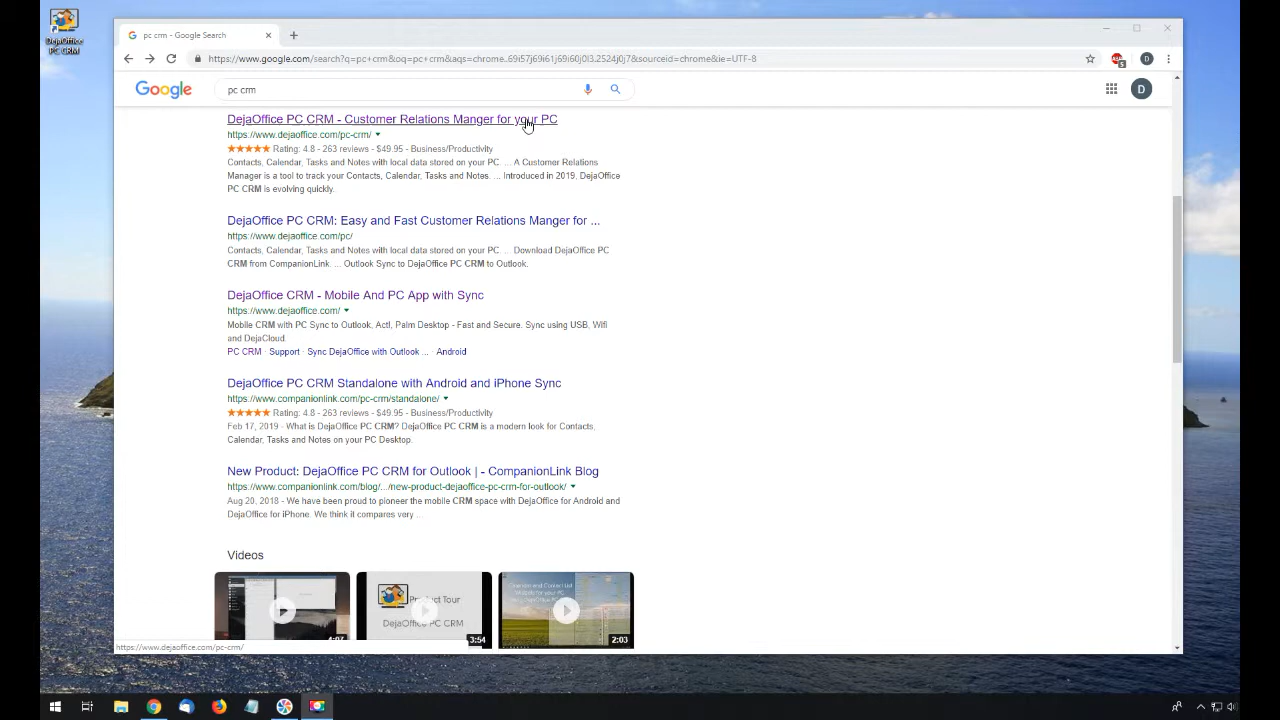 DejaOffice
PC CRM
pc crm - Google Search
https://www.google.com/search?q=pc+crm&oq=pc+crm&aqs=chrome..69i57j69i61j69i60j0l3.2524j0j7&sourceid=chrome&ie=UTF-8
5
D
Google
pc crm
D
DejaOffice PC CRM - Customer Relations Manger for your PC
https://www.dejaoffice.com/pc-crm/
Rating: 4.8 - 263 reviews - $49.95 - Business/Productivity
Contacts, Calendar, Tasks and Notes with local data stored on your PC. ... A Customer Relations
Manager is a tool to track your Contacts, Calendar, Tasks and Notes. ... Introduced in 2019, DejaOffice
PC CRM is evolving quickly.
DejaOffice PC CRM: Easy and Fast Customer Relations Manger for ...
https://www.dejaoffice.com/pc/
Contacts, Calendar, Tasks and Notes with local data stored on your PC. ... Download DejaOffice PC
CRM from CompanionLink. ... Outlook Sync to DejaOffice PC CRM to Outlook.
DejaOffice CRM - Mobile And PC App with Sync
https://www.dejaoffice.com/
Mobile CRM with PC Sync to Outlook, Act!, Palm Desktop - Fast and Secure. Sync using USB, Wifi
and DejaCloud.
PC CRM · Support · Sync DejaOffice with Outlook ... · Android
DejaOffice PC CRM Standalone with Android and iPhone Sync
https://www.companionlink.com/pc-crm/standalone/
Rating: 4.8 - 263 reviews - $49.95 - Business/Productivity
Feb 17, 2019 - What is DejaOffice PC CRM? DejaOffice PC CRM is a modern look for Contacts,
Calendar, Tasks and Notes on your PC Desktop.
New Product: DejaOffice PC CRM for Outlook | - CompanionLink Blog
https://www.companionlink.com/blog/.../new-product-dejaoffice-pc-crm-for-outlook/
Aug 20, 2018 - We have been proud to pioneer the mobile CRM space with DejaOffice for Android and
DejaOffice for iPhone. We think it compares very ...
Videos
4:07
Product Tour
DejaOffice PC CRM
3:54
Calendar and Contact List
2:03
https://www.dejaoffice.com/pc-crm/